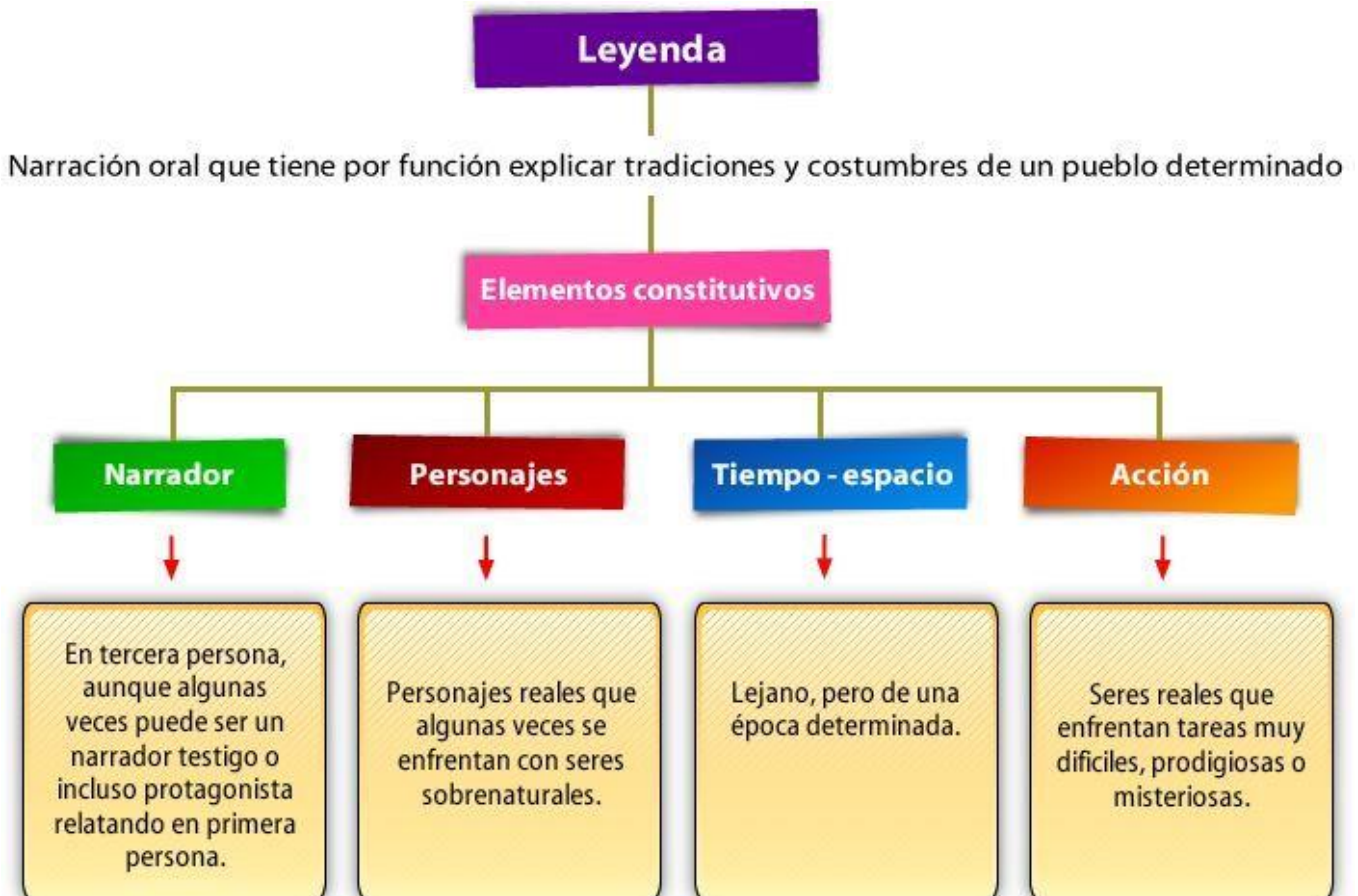 Leyenda
Narración oral que tiene por función explicar tradiciones y costumbres de un pueblo determinado
Elementos constitutivos
Narrador
Personajes
Tiempo - espacio
Acción
En tercera persona,
aunque algunas
veces puede ser un
narrador testigo o
incluso protagonista
relatando en primera
persona.
Personajes reales que
algunas veces se
enfrentan con seres
sobrenaturales.
Lejano, pero de una
época determinada.
Seres reales que
enfrentan tareas muy
dificiles, prodigiosas o
misteriosas.